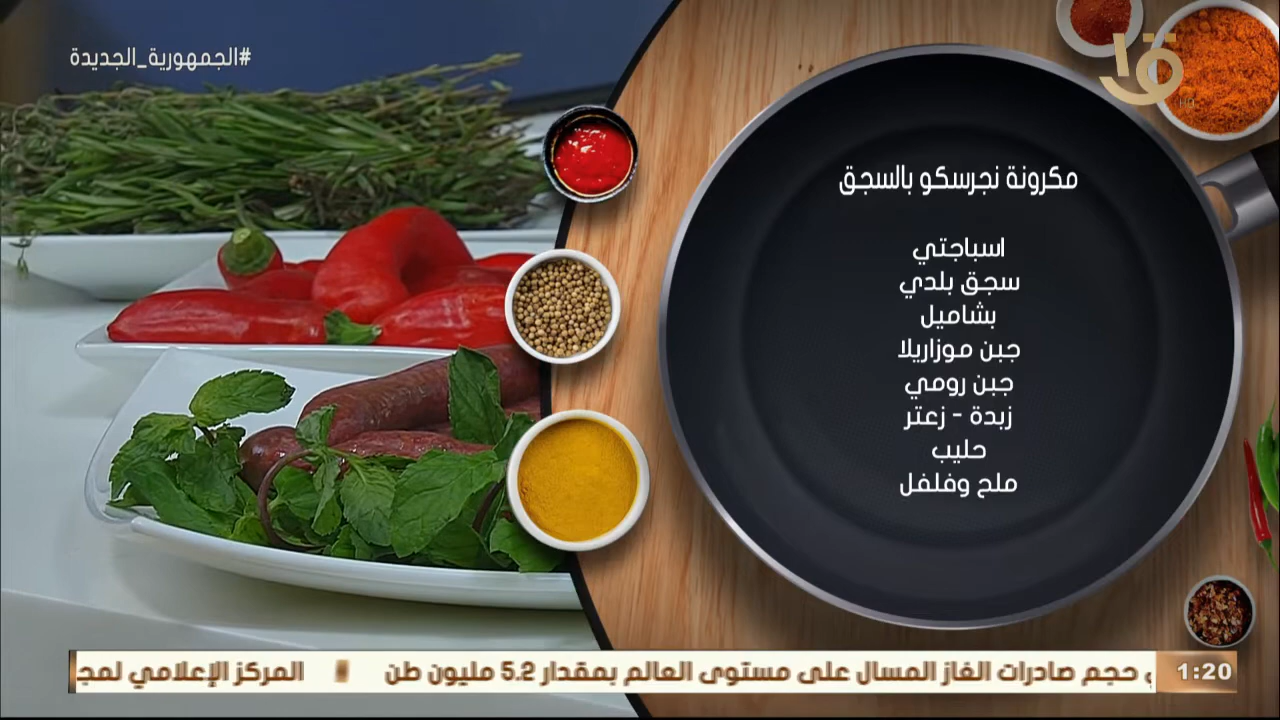 #الجمهورية_الجديدة
HD
مكرونة نجرسكو بالسجق
اسباجتي
سجق بلدي
بشاميل
جبن موزاريلا
جبن رومي
زبدة - زعتر
حليب
ملح وفلفل
حجم صادرات الغاز المسال على مستوى العالم بمقدار 5.2 مليون طن
المركز الإعلامي
1:20